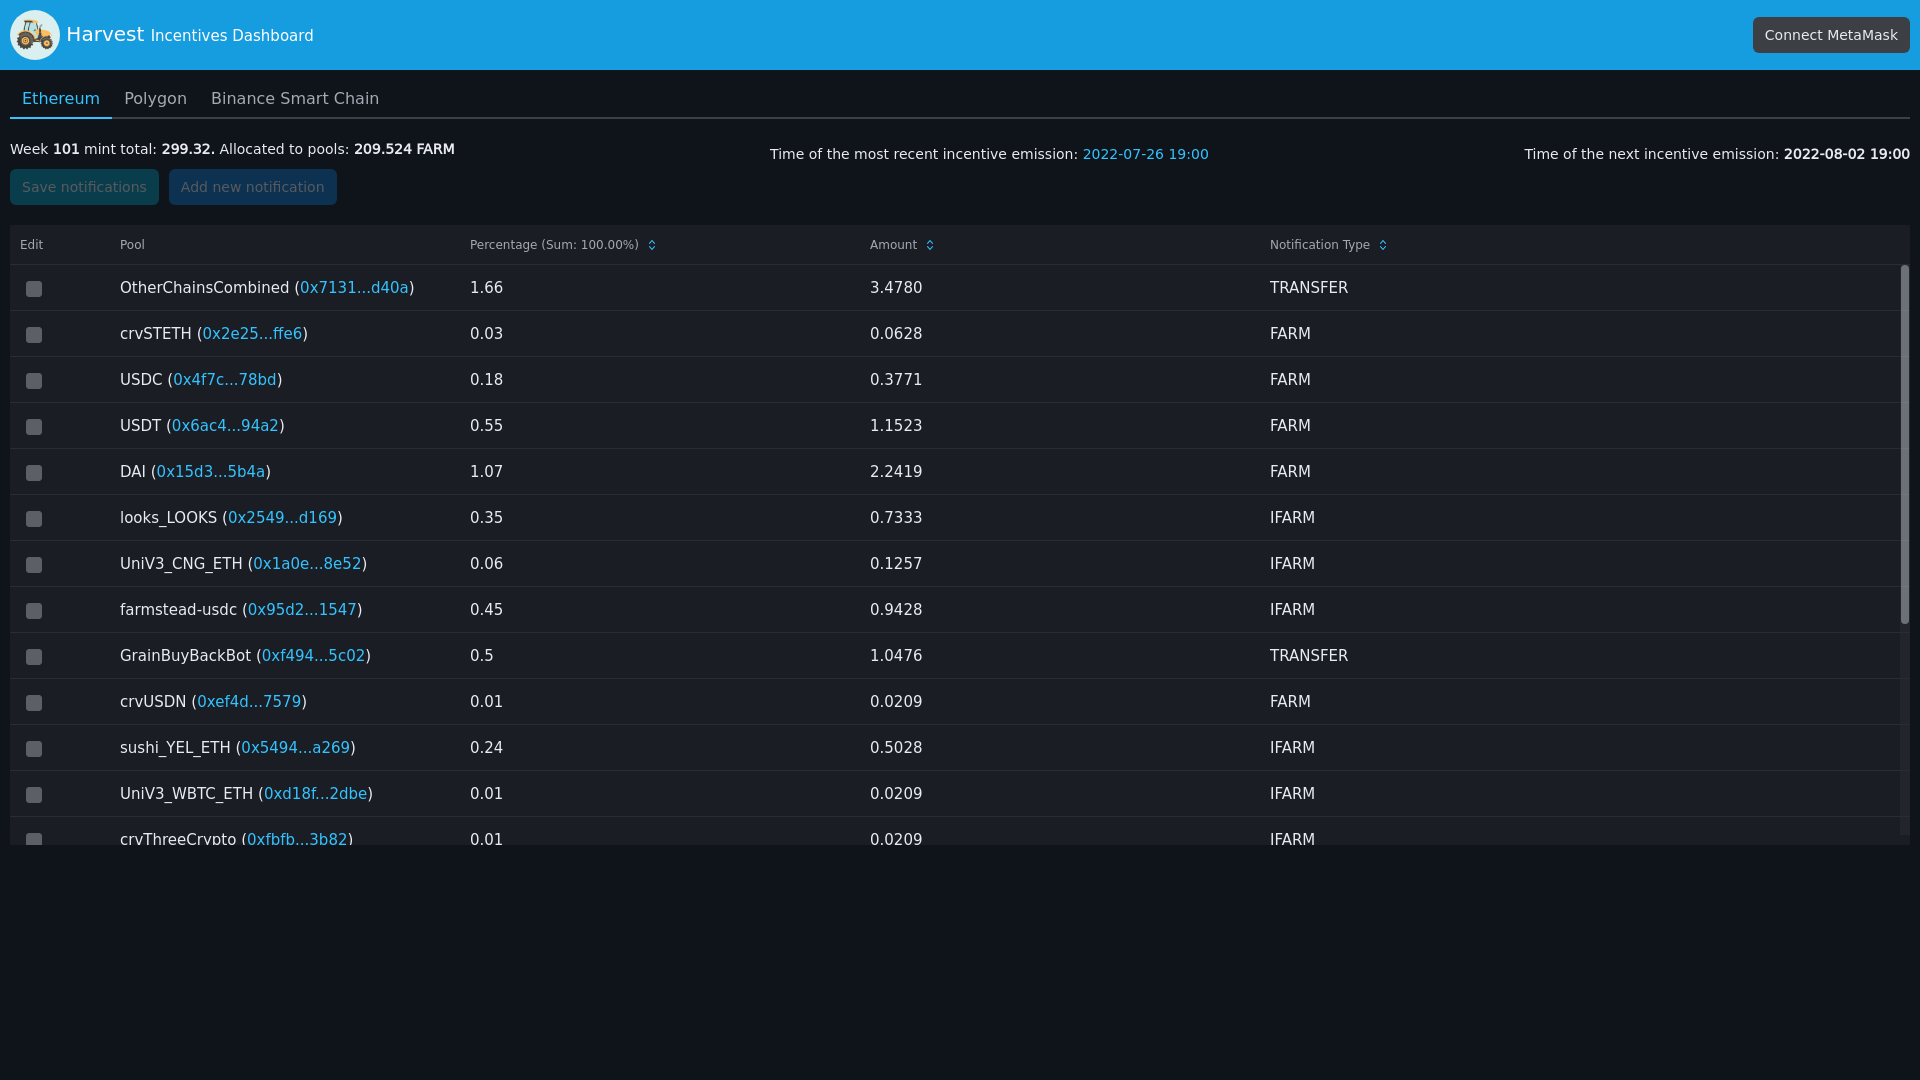 Harvest Incentives Dashboard
Connect MetaMask
Ethereum Polygon Binance Smart Chain
Week 101 mint total: 299.32. Allocated to pools: 209.524 FARM
Time of the most recent incentive emission: 2022-07-26 19:00
Time of the next incentive emission: 2022-08-02 19:00
Save notifications Add new notification
Edit Pool Percentage (Sum: 100.00%) Amount Notification Type
OtherChainsCombined (0x7131...d40a) 1.66 3.4780 TRANSFER
crvSTETH (0x2e25...ffe6) 0.03 0.0628 FARM
USDC (0x4f7c...78bd) 0.18 0.3771 FARM
USDT (0x6ac4...94a2) 0.55 1.1523 FARM
DAI (0x15d3...5b4a) 1.07 2.2419 FARM
looks_LOOKS (0x2549...d169) 0.35 0.7333 IFARM
UniV3_CNG_ETH (0x1a0e...8e52) 0.06 0.1257 IFARM
farmstead-usdc (0x95d2...1547) 0.45 0.9428 IFARM
GrainBuyBackBot (0xf494...5c02) 0.5 1.0476 TRANSFER
crvUSDN (0xef4d...7579) 0.01 0.0209 FARM
sushi_YEL_ETH (0x5494...a269) 0.24 0.5028 IFARM
UniV3_WBTC_ETH (0xd18f...2dbe) 0.01 0.0209 IFARM
crvThreeCrypto (0xfbfb...3b82) 0.01 0.0209 IFARM